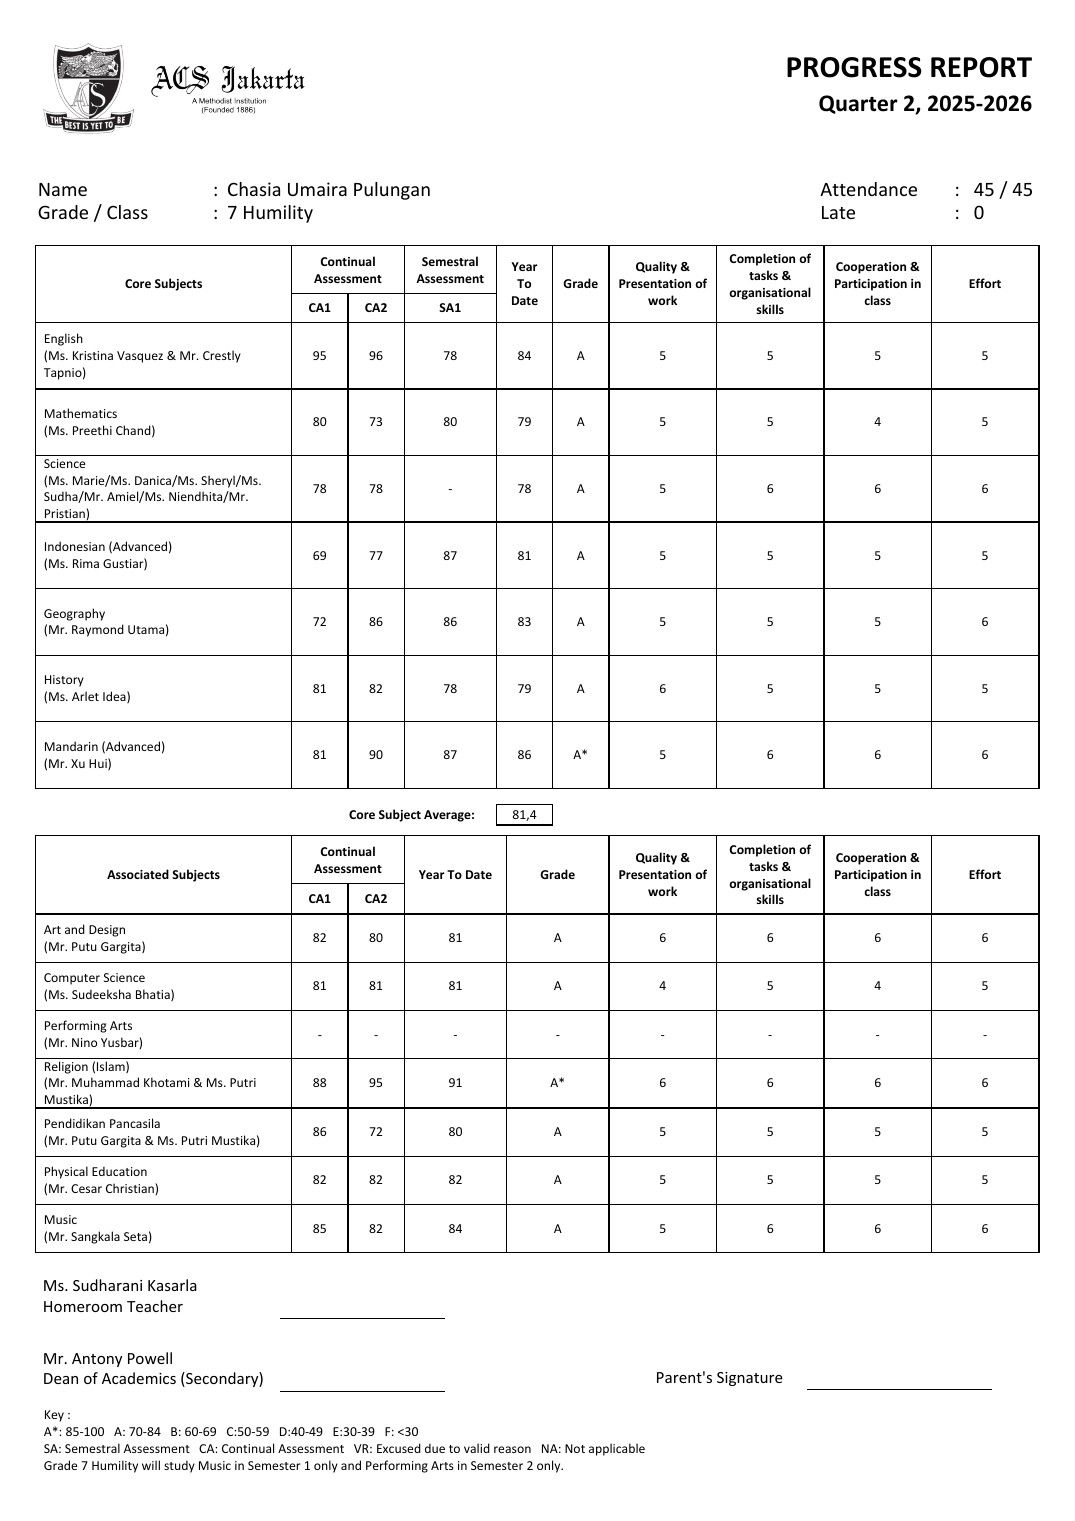 ACS Jakarta
A Methodist Institution
(Founded 1886)
THE BEST IS YET TO BE
PROGRESS REPORT
Quarter 2, 2025-2026
Name : Chasia Umaira Pulungan
Attendance : 45 / 45
Grade / Class : 7 Humility
Late : 0
Core Subjects | Continual Assessment | Semestral Assessment | Year To Date | Grade | Quality & Presentation of work | Completion of tasks & organisational skills | Cooperation & Participation in class | Effort
CA1 CA2 SA1
English
(Ms. Kristina Vasquez & Mr. Crestly
Tapnio)
95 96 78 84 A 5 5 5 5
Mathematics
(Ms. Preethi Chand)
80 73 80 79 A 5 5 4 5
Science
(Ms. Marie/Ms. Danica/Ms. Sheryl/Ms.
Sudha/Mr. Amiel/Ms. Niendhita/Mr.
Pristian)
78 78 - 78 A 5 6 6 6
Indonesian (Advanced)
(Ms. Rima Gustiar)
69 77 87 81 A 5 5 5 5
Geography
(Mr. Raymond Utama)
72 86 86 83 A 5 5 5 6
History
(Ms. Arlet Idea)
81 82 78 79 A 6 5 5 5
Mandarin (Advanced)
(Mr. Xu Hui)
81 90 87 86 A* 5 6 6 6
Core Subject Average: 81,4
Associated Subjects | Continual Assessment | Year To Date | Grade | Quality & Presentation of work | Completion of tasks & organisational skills | Cooperation & Participation in class | Effort
CA1 CA2
Art and Design
(Mr. Putu Gargita)
82 80 81 A 6 6 6 6
Computer Science
(Ms. Sudeeksha Bhatia)
81 81 81 A 4 5 4 5
Performing Arts
(Mr. Nino Yusbar)
- - - - - - - -
Religion (Islam)
(Mr. Muhammad Khotami & Ms. Putri
Mustika)
88 95 91 A* 6 6 6 6
Pendidikan Pancasila
(Mr. Putu Gargita & Ms. Putri Mustika)
86 72 80 A 5 5 5 5
Physical Education
(Mr. Cesar Christian)
82 82 82 A 5 5 5 5
Music
(Mr. Sangkala Seta)
85 82 84 A 5 6 6 6
Ms. Sudharani Kasarla
Homeroom Teacher
Mr. Antony Powell
Dean of Academics (Secondary)
Parent's Signature
Key :
A*: 85-100 A: 70-84 B: 60-69 C:50-59 D:40-49 E:30-39 F: <30
SA: Semestral Assessment CA: Continual Assessment VR: Excused due to valid reason NA: Not applicable
Grade 7 Humility will study Music in Semester 1 only and Performing Arts in Semester 2 only.